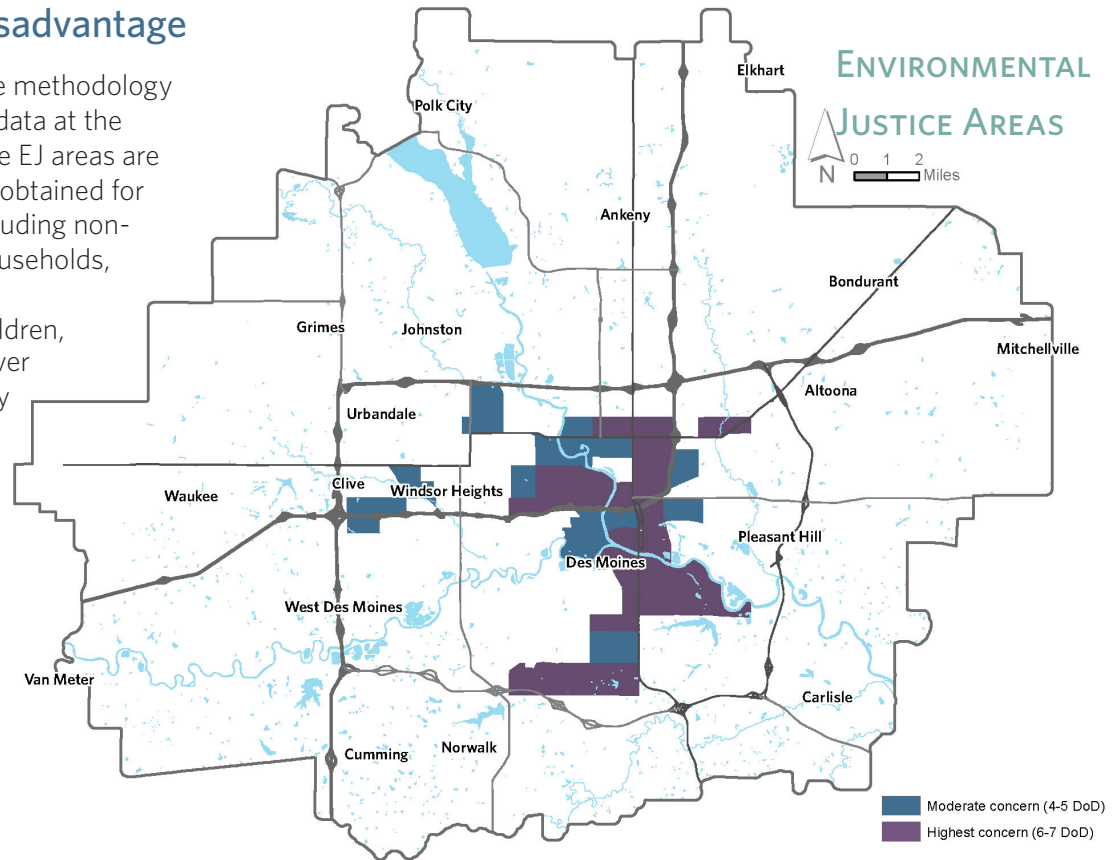 sadvantage
e methodology
data at the
e EJ areas are
obtained for
uding non-
useholds,
ldren,
ver
y
ENVIRONMENTAL
JUSTICE AREAS
N
0 1 2
Miles
Elkhart
Polk City
Ankeny
Bondurant
Grimes
Johnston
Mitchellville
Altoona
Urbandale
Clive
Windsor Heights
Waukee
Pleasant Hill
Des Moines
West Des Moines
Van Meter
Carlisle
Cumming
Norwalk
Moderate concern (4-5 DoD)
Highest concern (6-7 DoD)